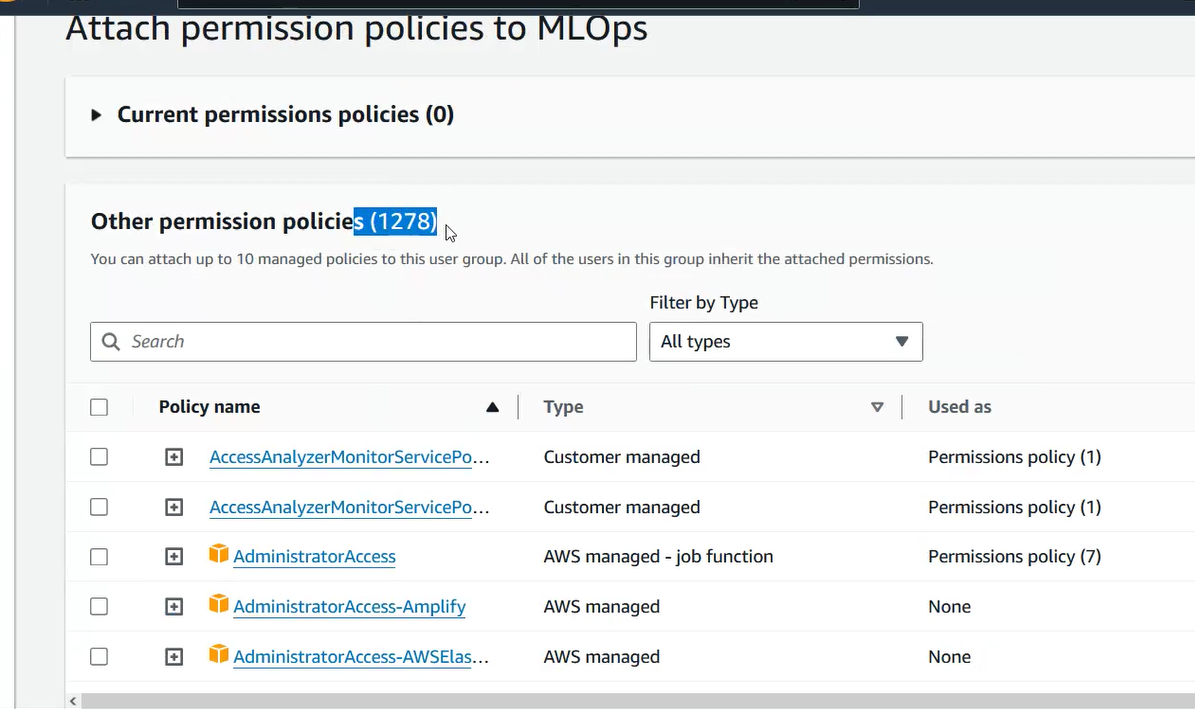 Attach permission policies to MLOps
Current permissions policies (0)
Other permission policies (1278)
You can attach up to 10 managed policies to this user group. All of the users in this group inherit the attached permissions.
Filter by Type
Search
All types
Policy name Type Used as
AccessAnalyzerMonitorServicePo... Customer managed Permissions policy (1)
AccessAnalyzerMonitorServicePo... Customer managed Permissions policy (1)
AdministratorAccess AWS managed - job function Permissions policy (7)
AdministratorAccess-Amplify AWS managed None
AdministratorAccess-AWSElas... AWS managed None